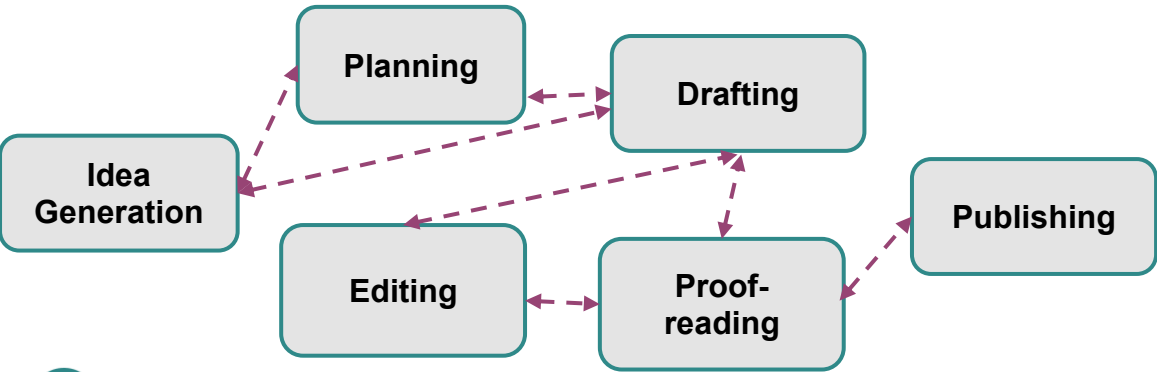 Planning
Drafting
Idea
Generation
Publishing
Editing
Proof-
reading